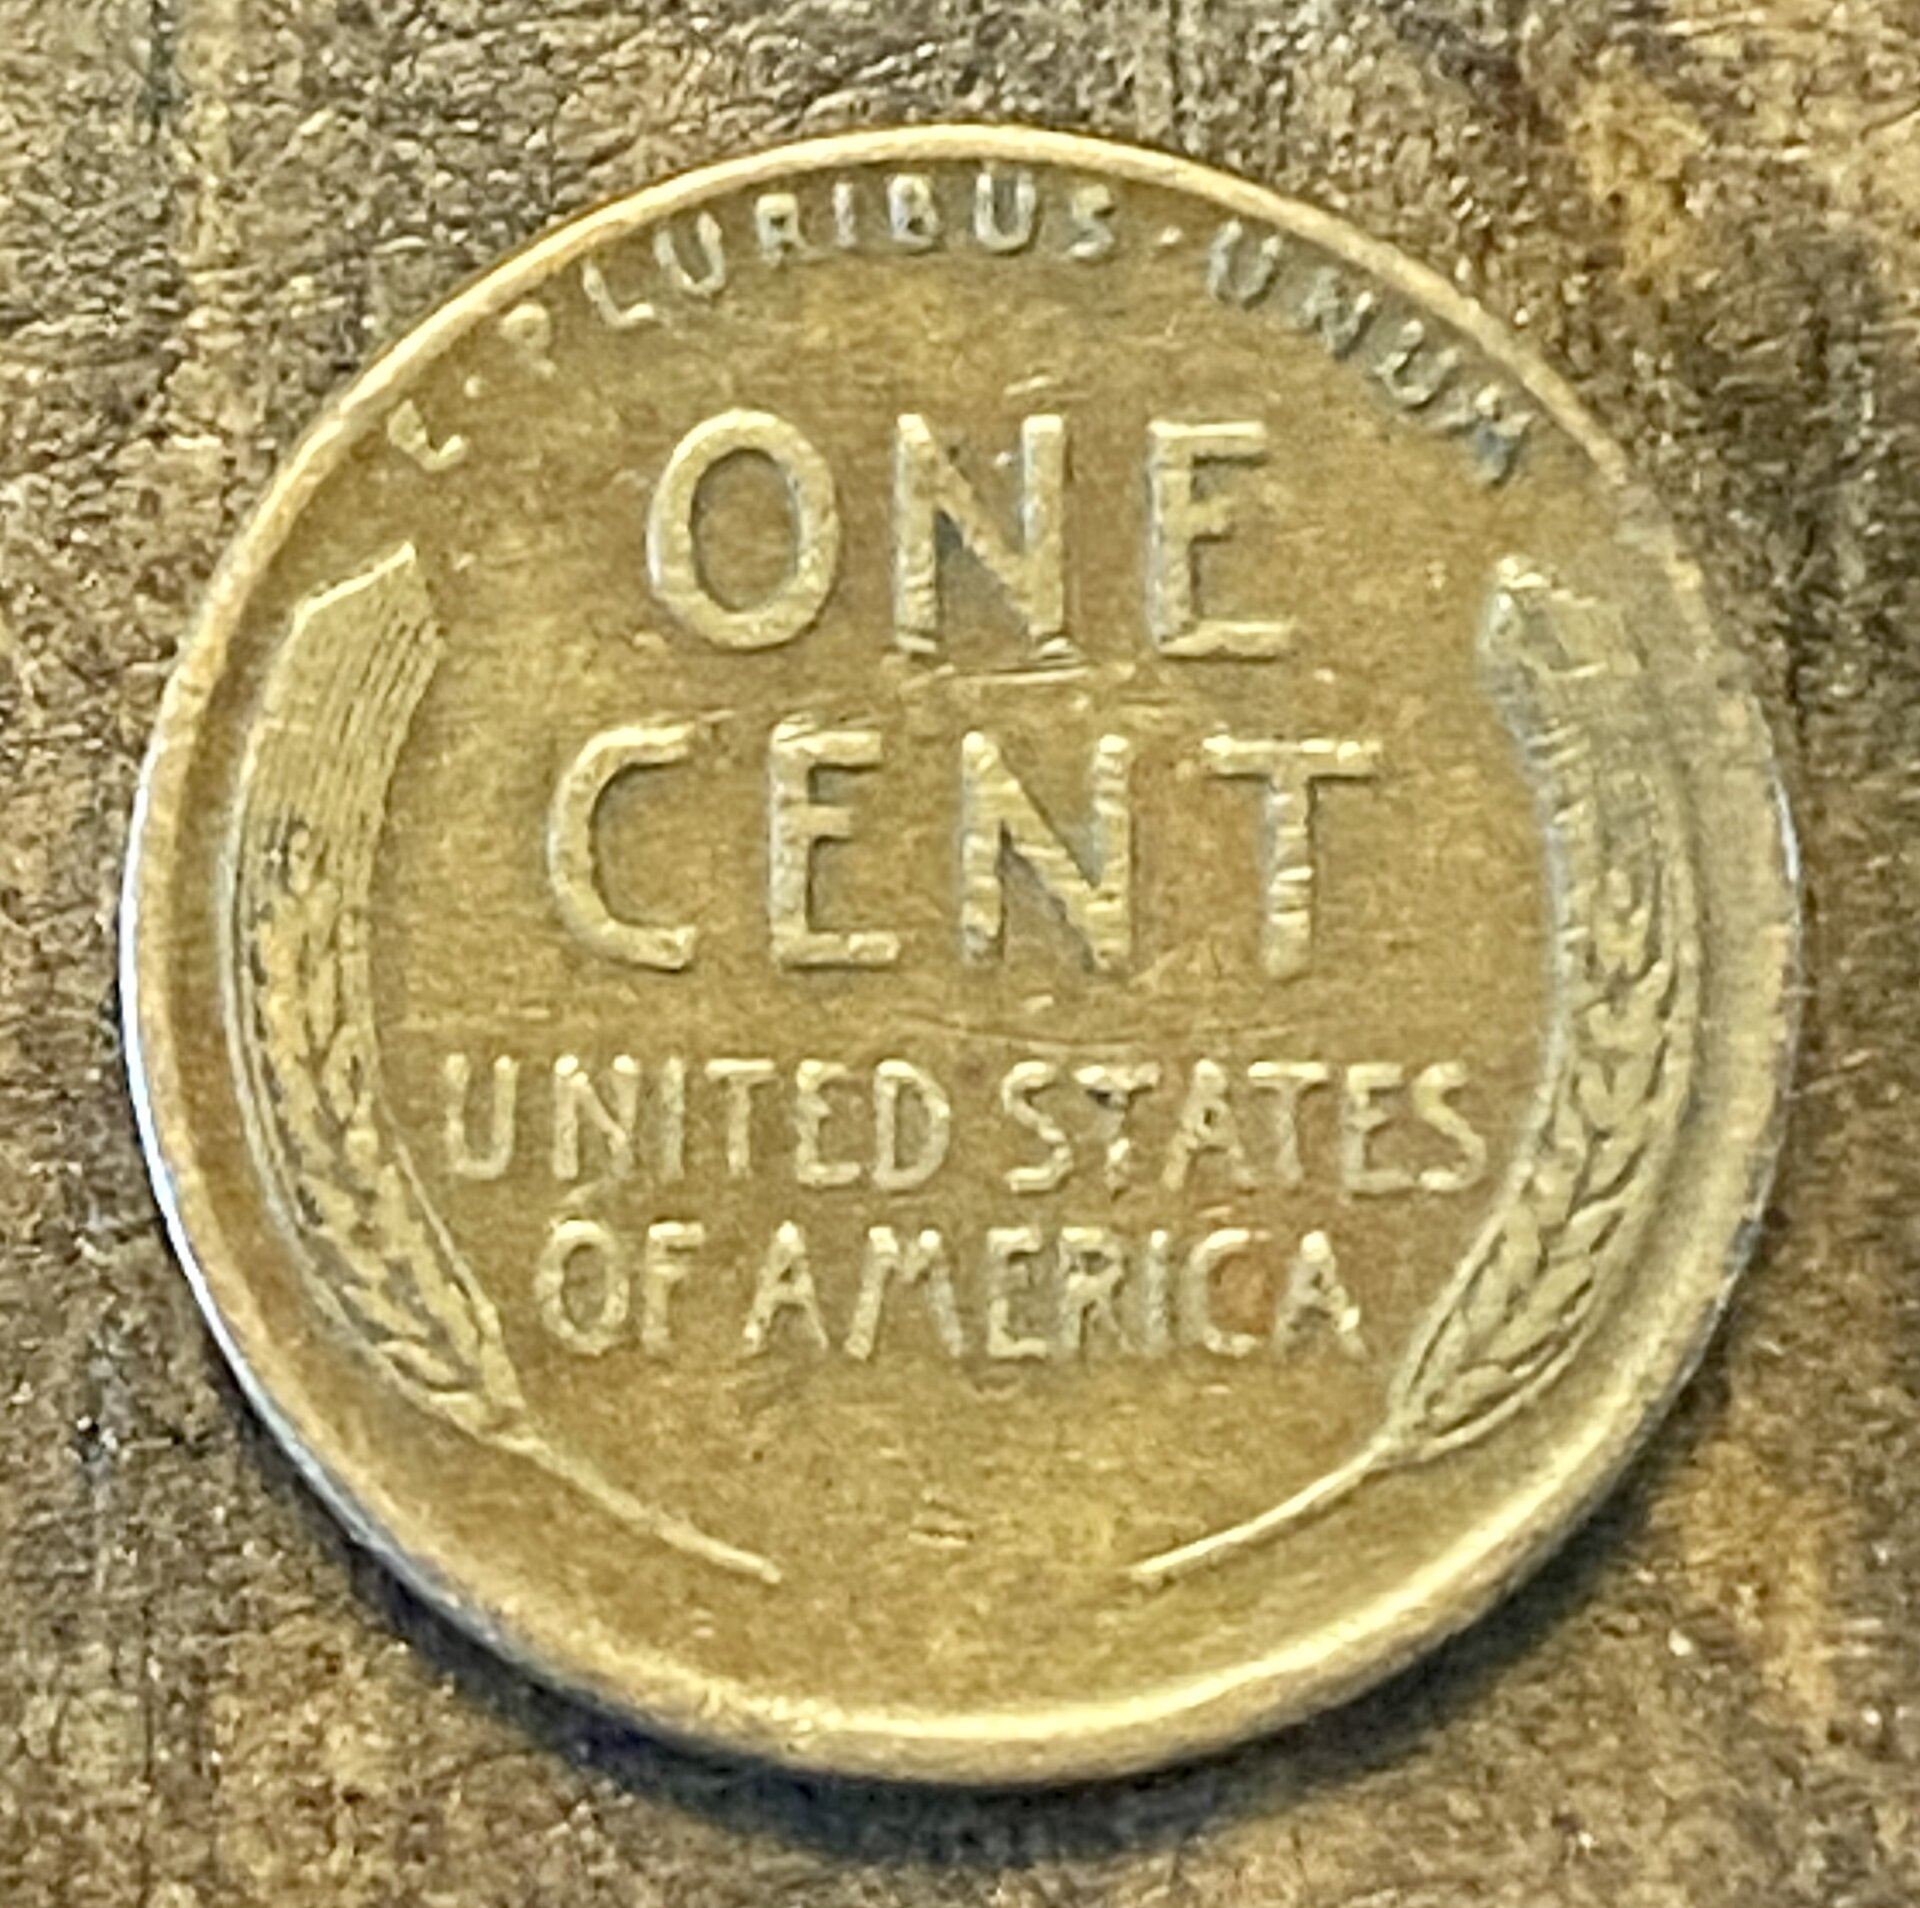 E·PLURIBUS·UNUM
ONE
CENT
UNITED STATES
OF AMERICA